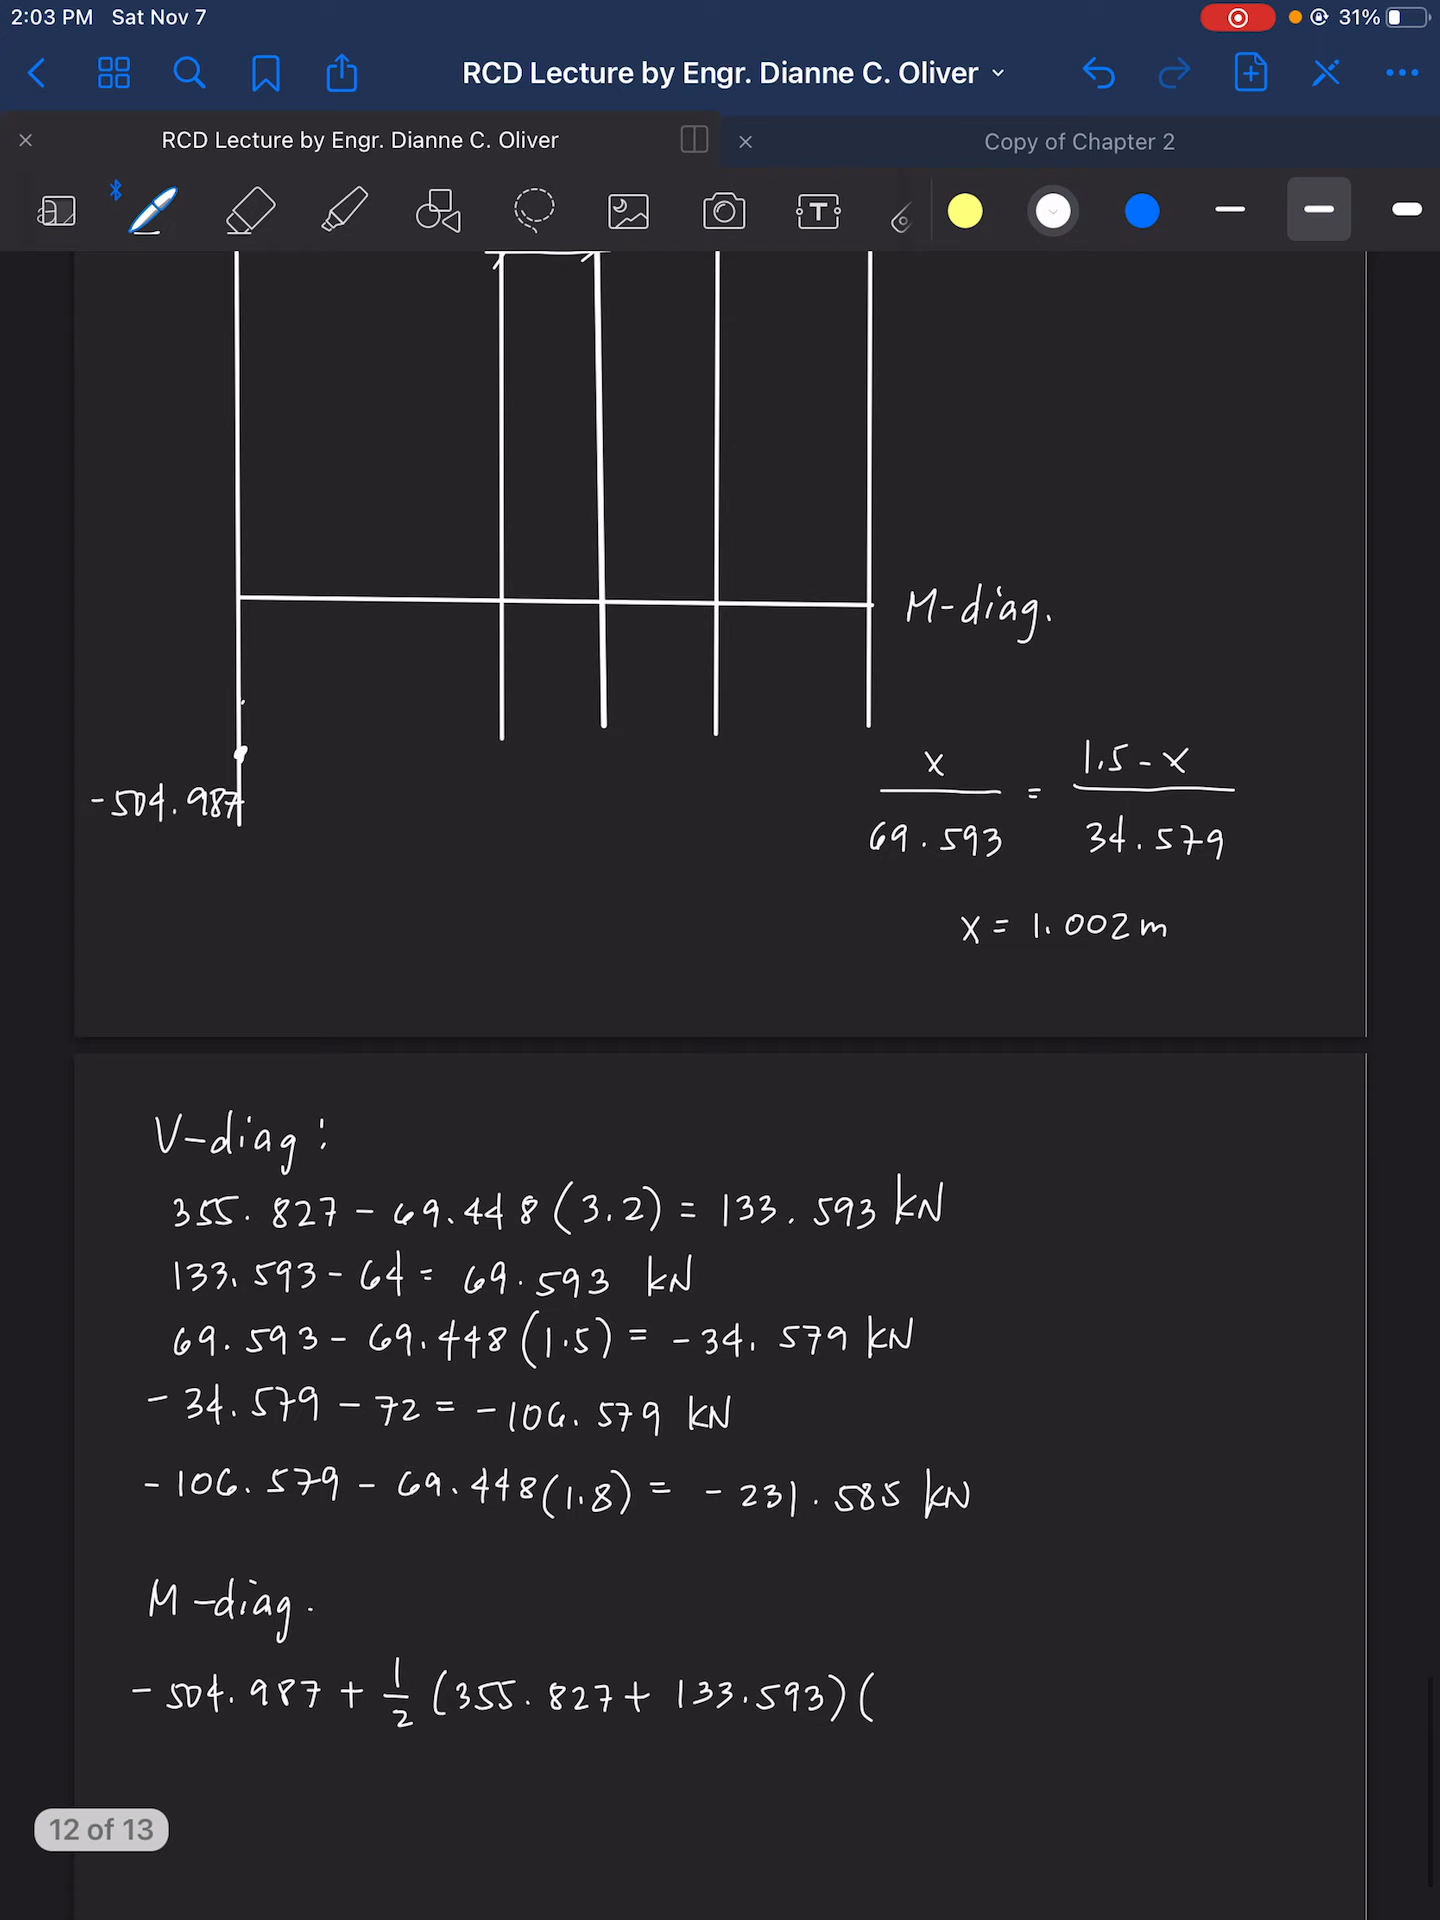 2:03 PM Sat Nov 7 31%
RCD Lecture by Engr. Dianne C. Oliver
RCD Lecture by Engr. Dianne C. Oliver Copy of Chapter 2
M-diag.
-504.987
x / 69.593 = 1.5-x / 34.579
x = 1.002 m
V-diag:
355.827 - 69.448 (3.2) = 133.593 kN
133.593 - 64 = 69.593 kN
69.593 - 69.448 (1.5) = -34.579 kN
-34.579 - 72 = -106.579 kN
-106.579 - 69.448 (1.8) = -231.585 kN
M-diag.
-504.987 + 1/2 (355.827 + 133.593) (
12 of 13